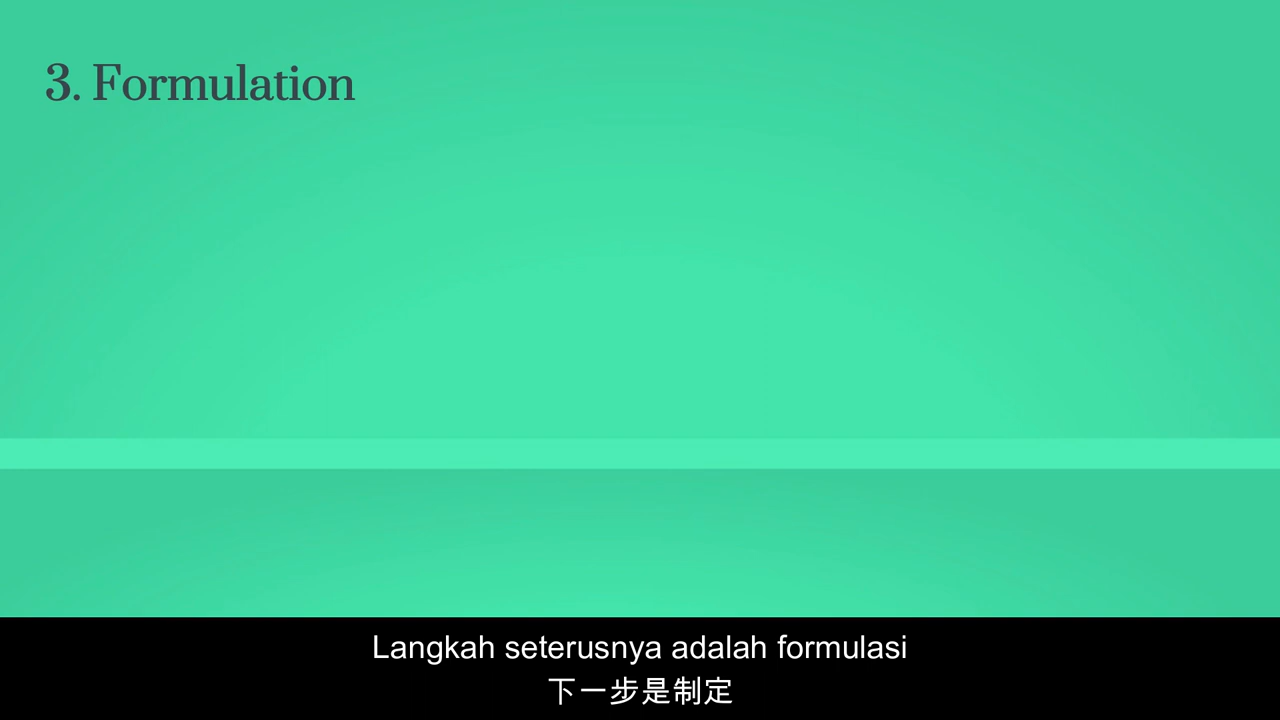 3. Formulation
Langkah seterusnya adalah formulasi
下一步是制定